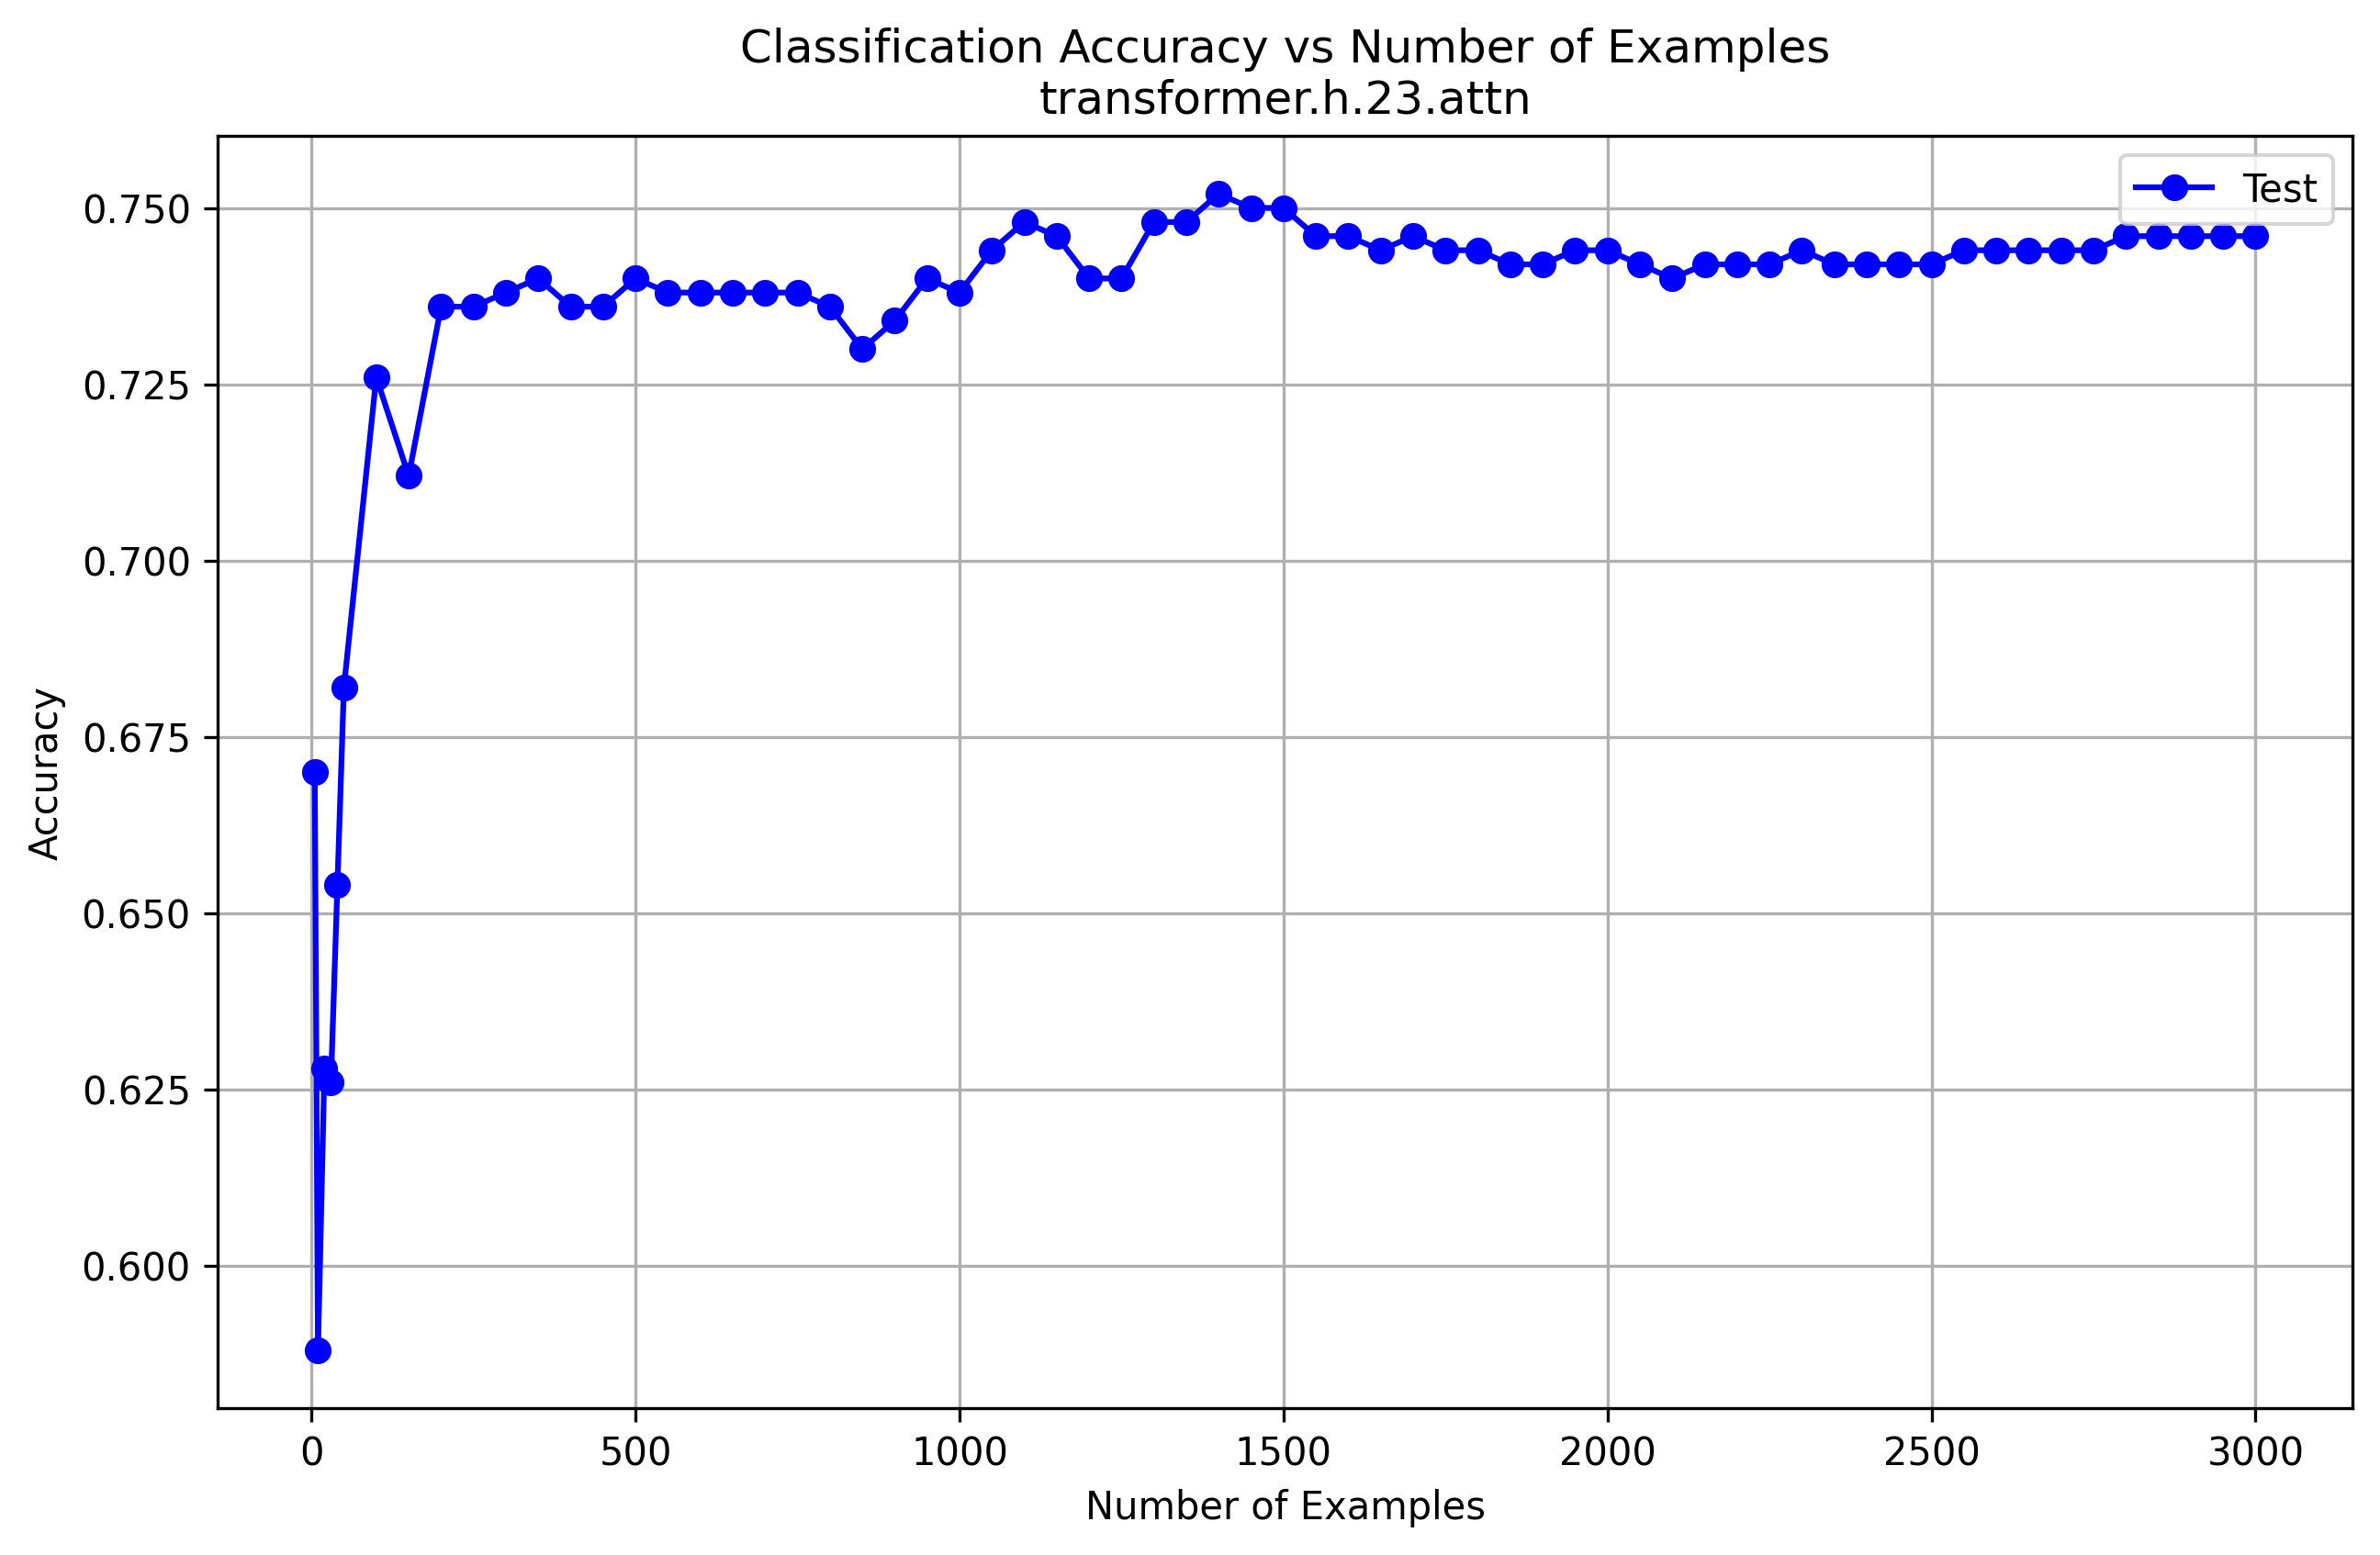 Classification Accuracy vs Number of Examples
transformer.h.23.attn
Test
Accuracy
0.750
0.725
0.700
0.675
0.650
0.625
0.600
0 500 1000 1500 2000 2500 3000
Number of Examples